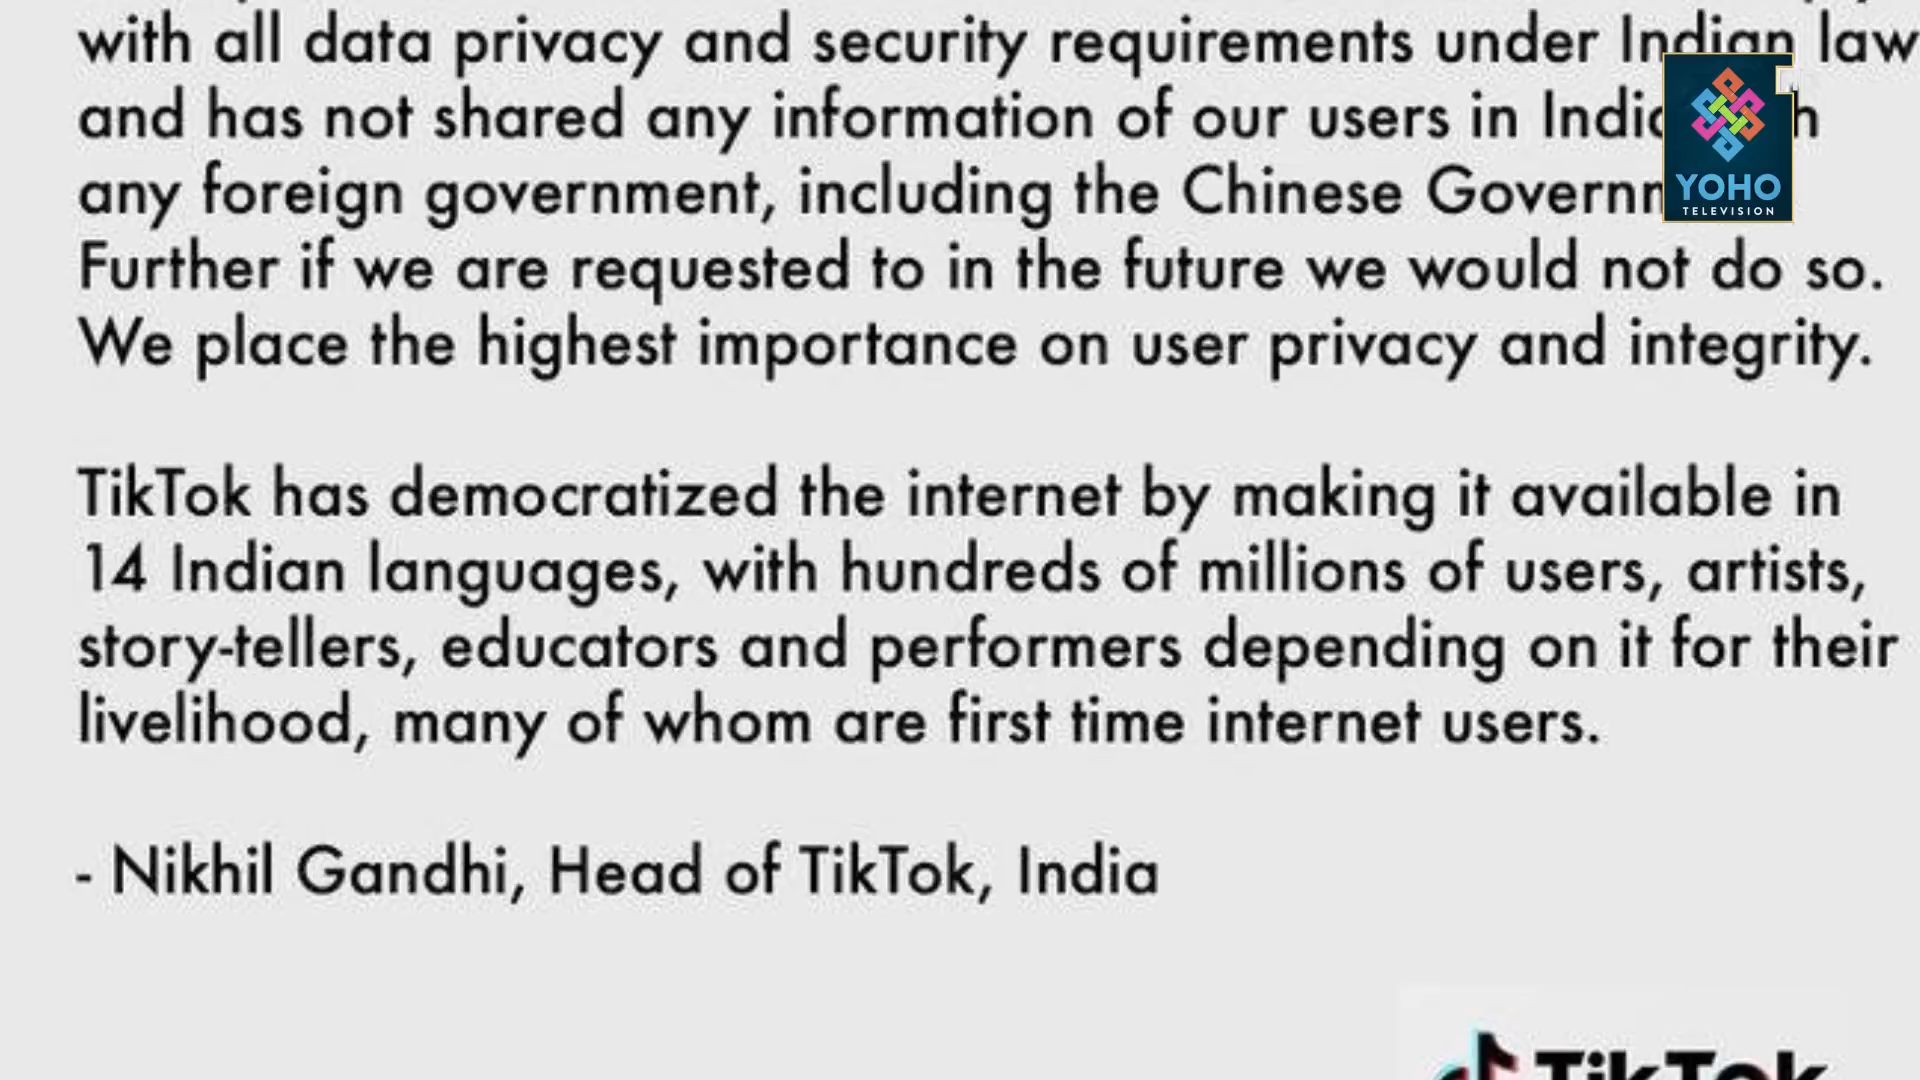 with all data privacy and security requirements under Indian law
and has not shared any information of our users in
any foreign government, including the Chinese
Further if we are requested to in the future we would not do so.
We place the highest importance on user privacy and integrity.
TikTok has democratized the internet by making it available in
14 Indian languages, with hundreds of millions of users, artists,
story-tellers, educators and performers depending on it for their
livelihood, many of whom are first time internet users.
- Nikhil Gandhi, Head of TikTok, India
YOHO
TELEVISION
TikTok